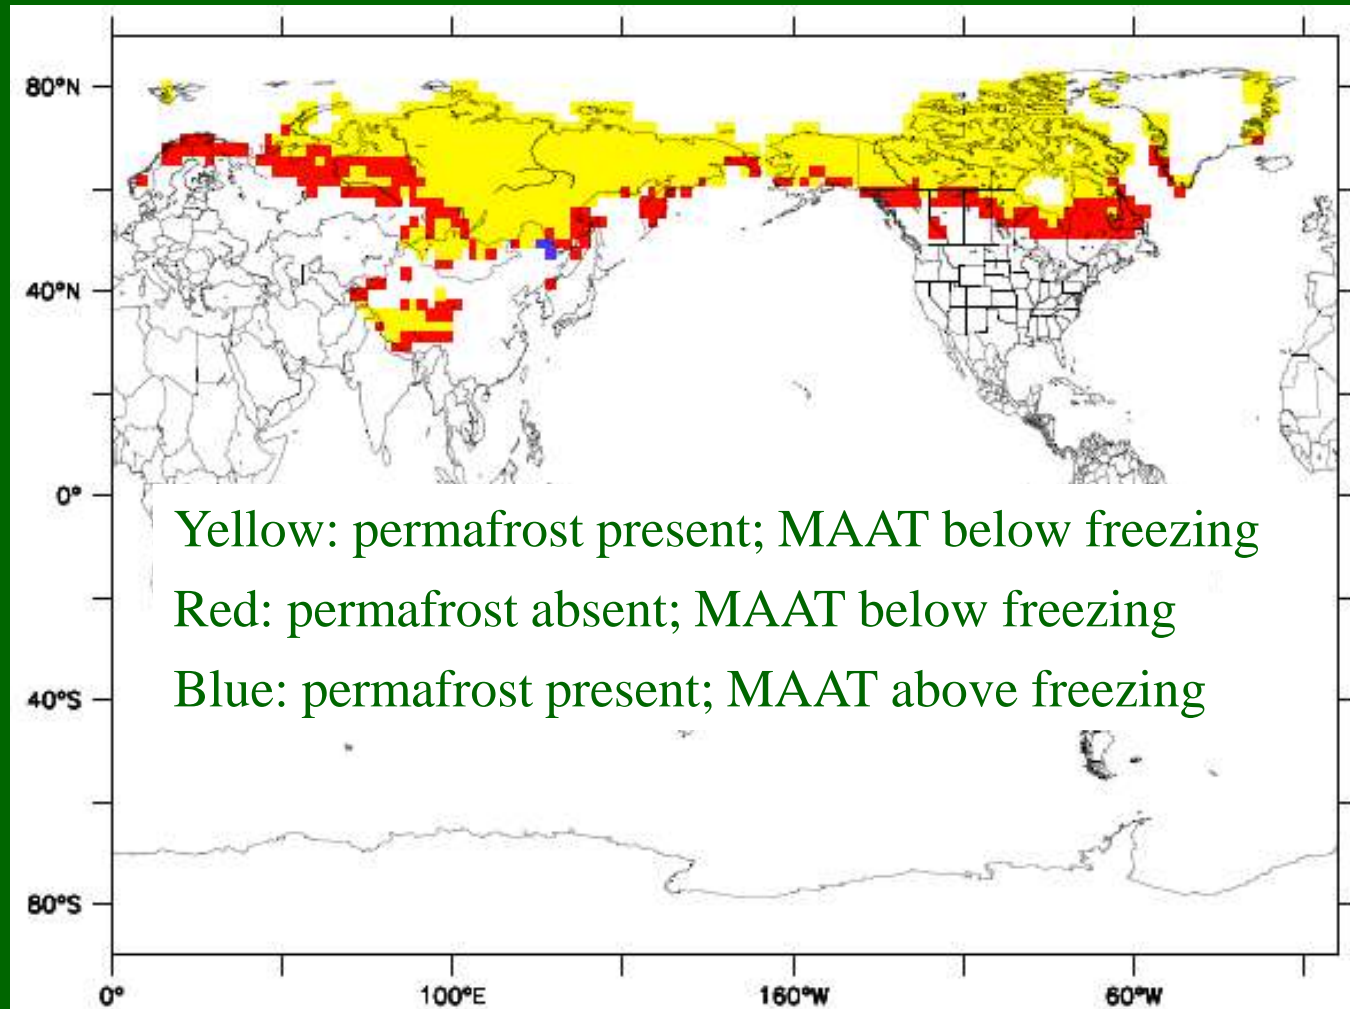 80°N
40°N
0°
Yellow: permafrost present; MAAT below freezing
Red: permafrost absent; MAAT below freezing
Blue: permafrost present; MAAT above freezing
40°S
80°S
0° 100°E 160°W 60°W